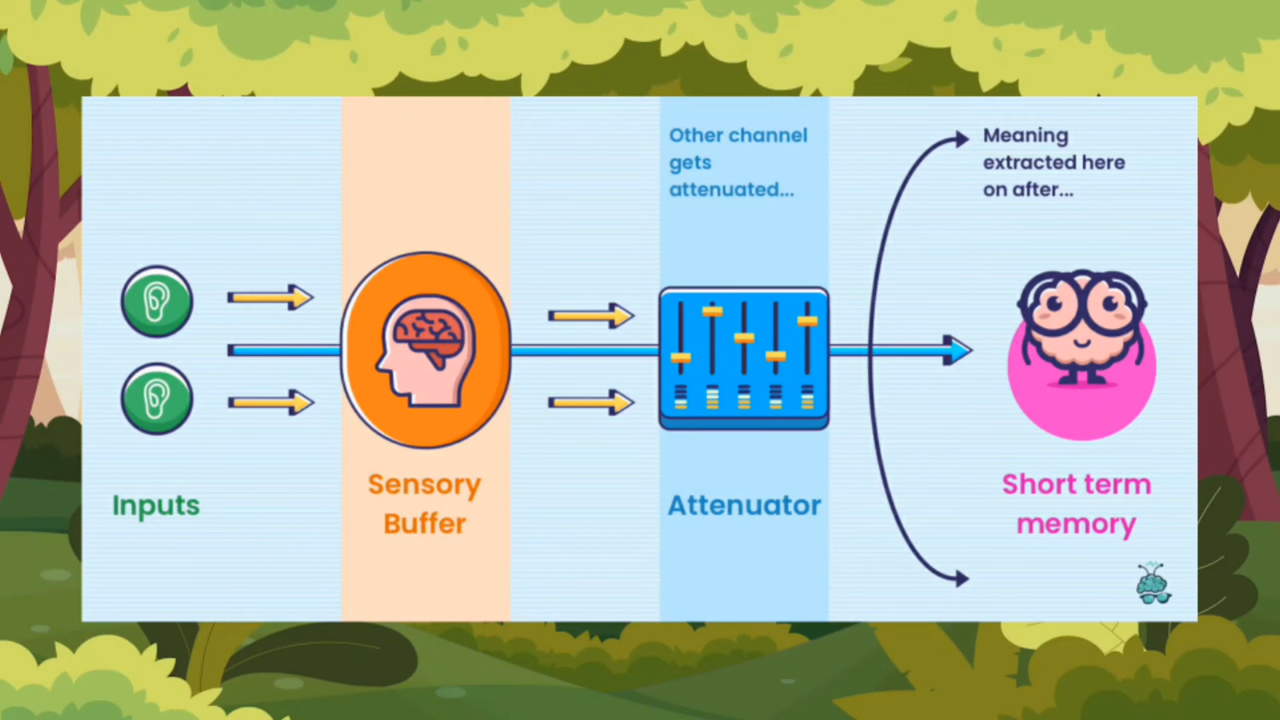 Other channel
gets
attenuated...
Meaning
extracted here
on after...
Inputs
Sensory
Buffer
Attenuator
Short term
memory